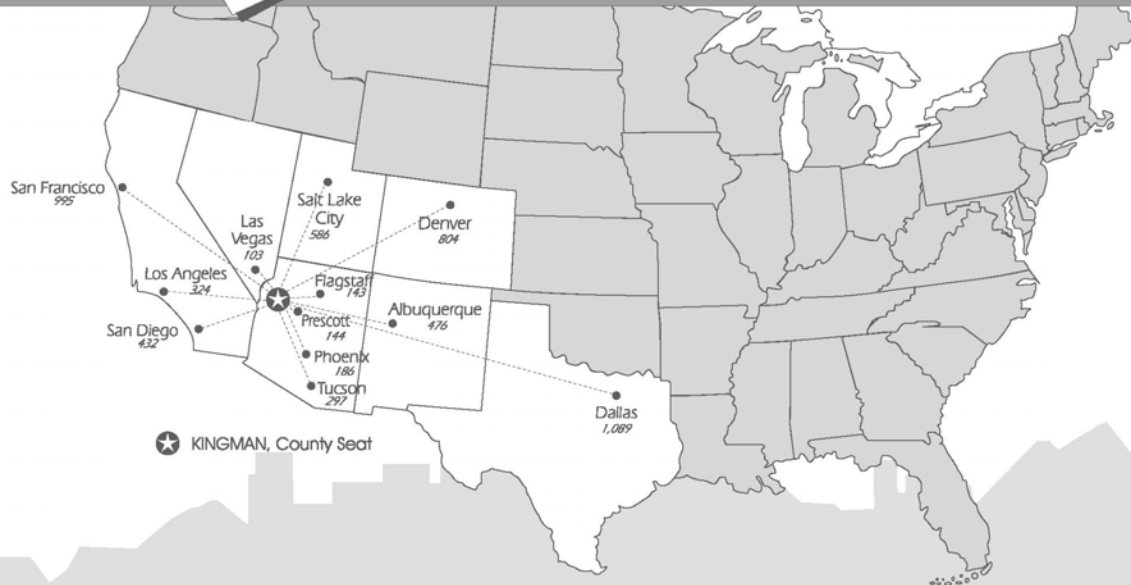 San Francisco
995
Salt Lake
City
586
Denver
804
Las
Vegas
103
Los Angeles
324
Flagstaff
143
Albuquerque
476
Prescott
144
San Diego
432
Phoenix
186
Tucson
297
Dallas
1,089
KINGMAN, County Seat